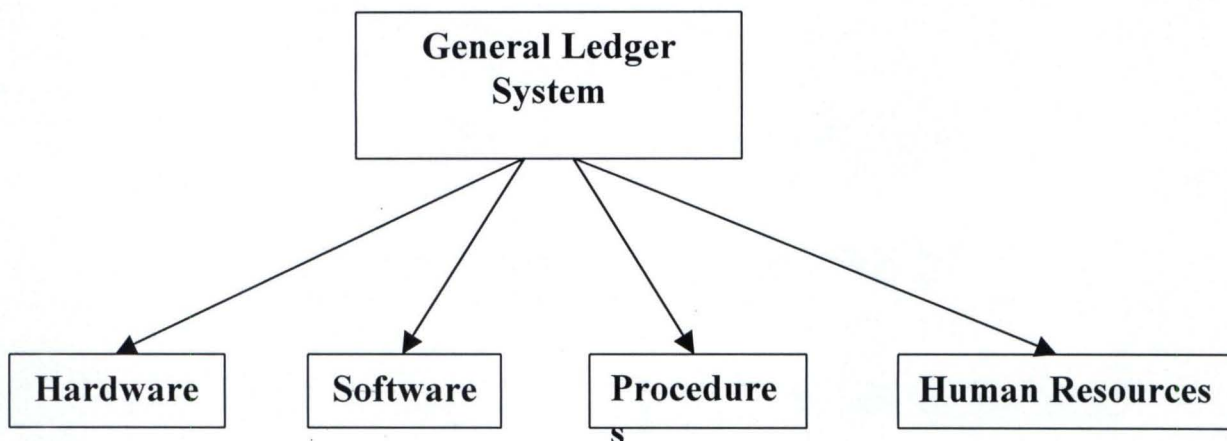 General Ledger
System
Hardware
Software
Procedure
s
Human Resources